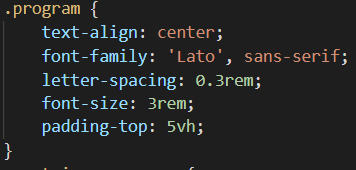 .program {
    text-align: center;
    font-family: 'Lato', sans-serif;
    letter-spacing: 0.3rem;
    font-size: 3rem;
    padding-top: 5vh;
}